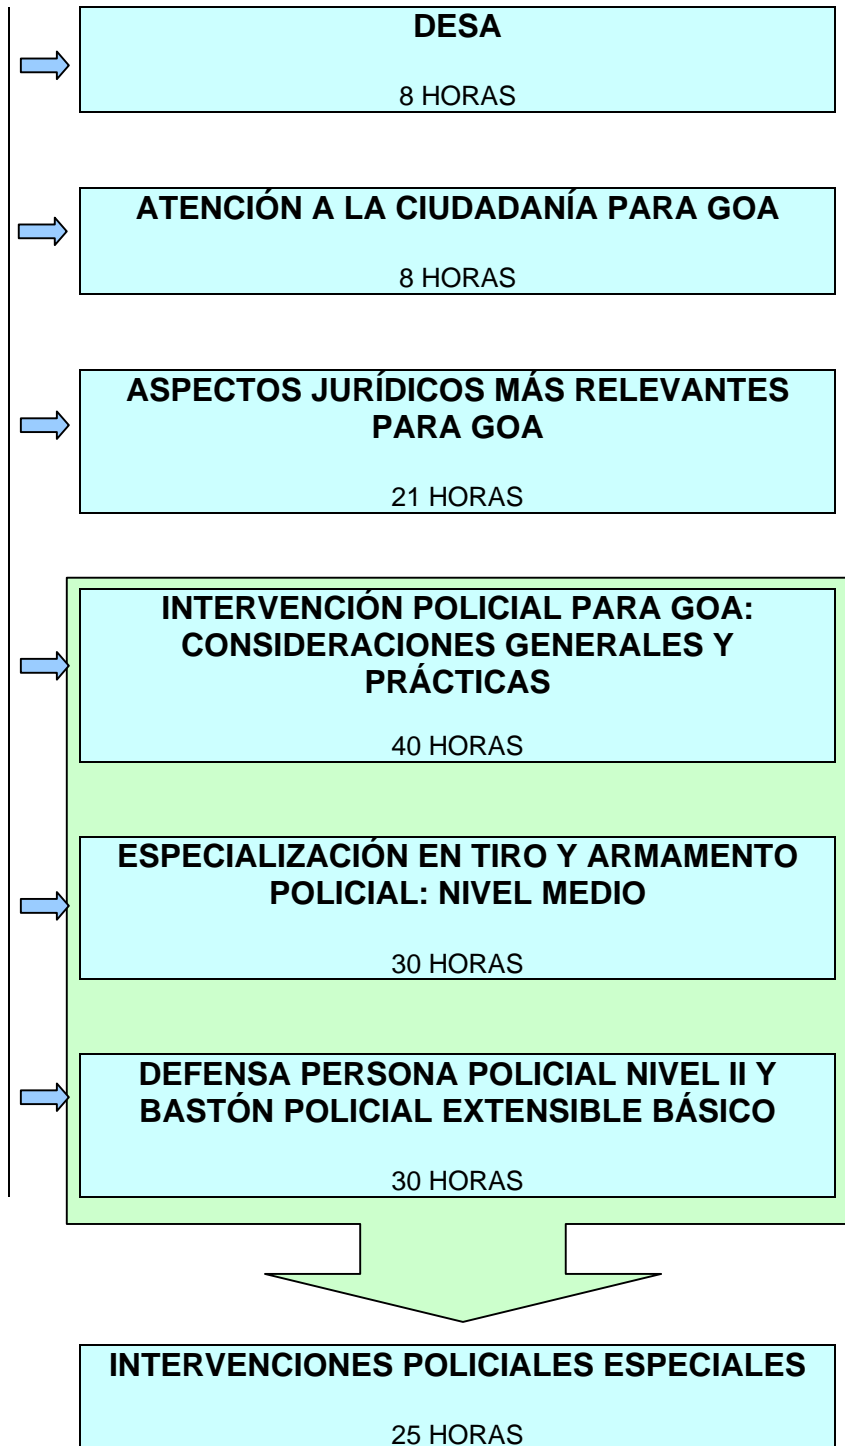 DESA
8 HORAS
ATENCIÓN A LA CIUDADANÍA PARA GOA
8 HORAS
ASPECTOS JURÍDICOS MÁS RELEVANTES
PARA GOA
21 HORAS
INTERVENCIÓN POLICIAL PARA GOA:
CONSIDERACIONES GENERALES Y
PRÁCTICAS
40 HORAS
ESPECIALIZACIÓN EN TIRO Y ARMAMENTO
POLICIAL: NIVEL MEDIO
30 HORAS
DEFENSA PERSONA POLICIAL NIVEL II Y
BASTÓN POLICIAL EXTENSIBLE BÁSICO
30 HORAS
INTERVENCIONES POLICIALES ESPECIALES
25 HORAS